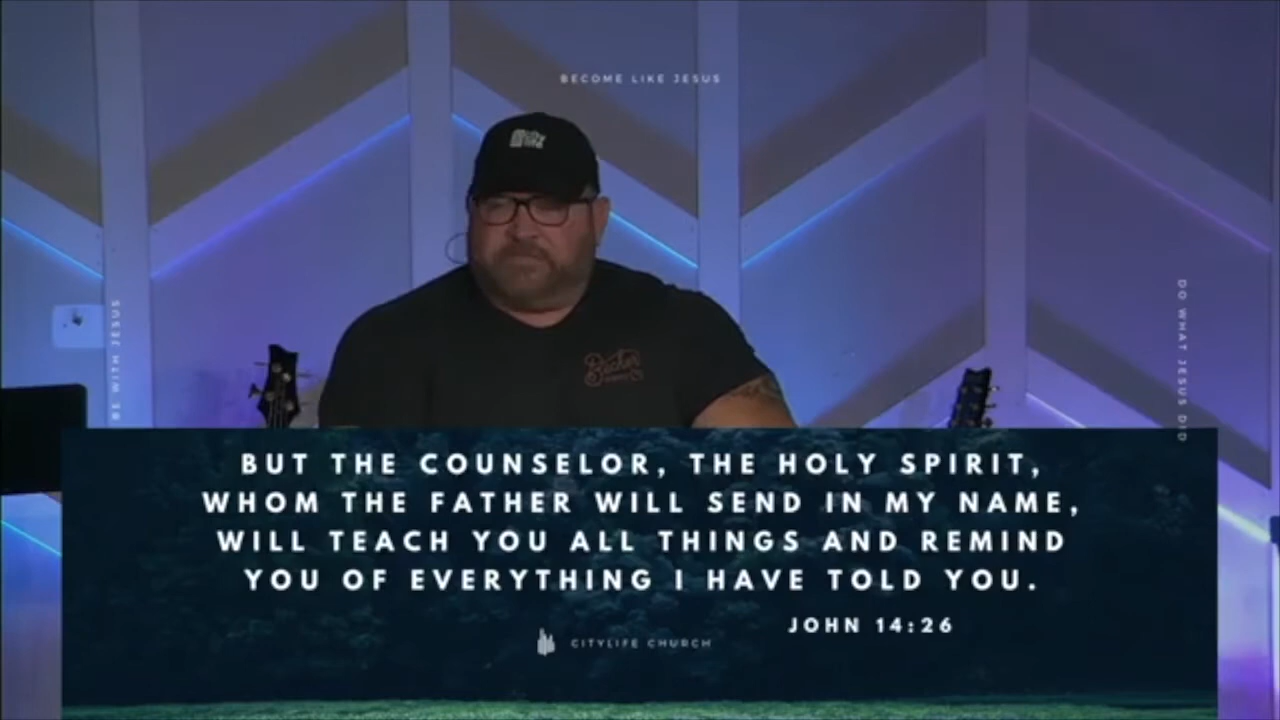 BECOME LIKE JESUS
BE WITH JESUS
DO WHAT JESUS DID
BUT THE COUNSELOR, THE HOLY SPIRIT,
WHOM THE FATHER WILL SEND IN MY NAME,
WILL TEACH YOU ALL THINGS AND REMIND
YOU OF EVERYTHING I HAVE TOLD YOU.
JOHN 14:26
CITYLIFE CHURCH